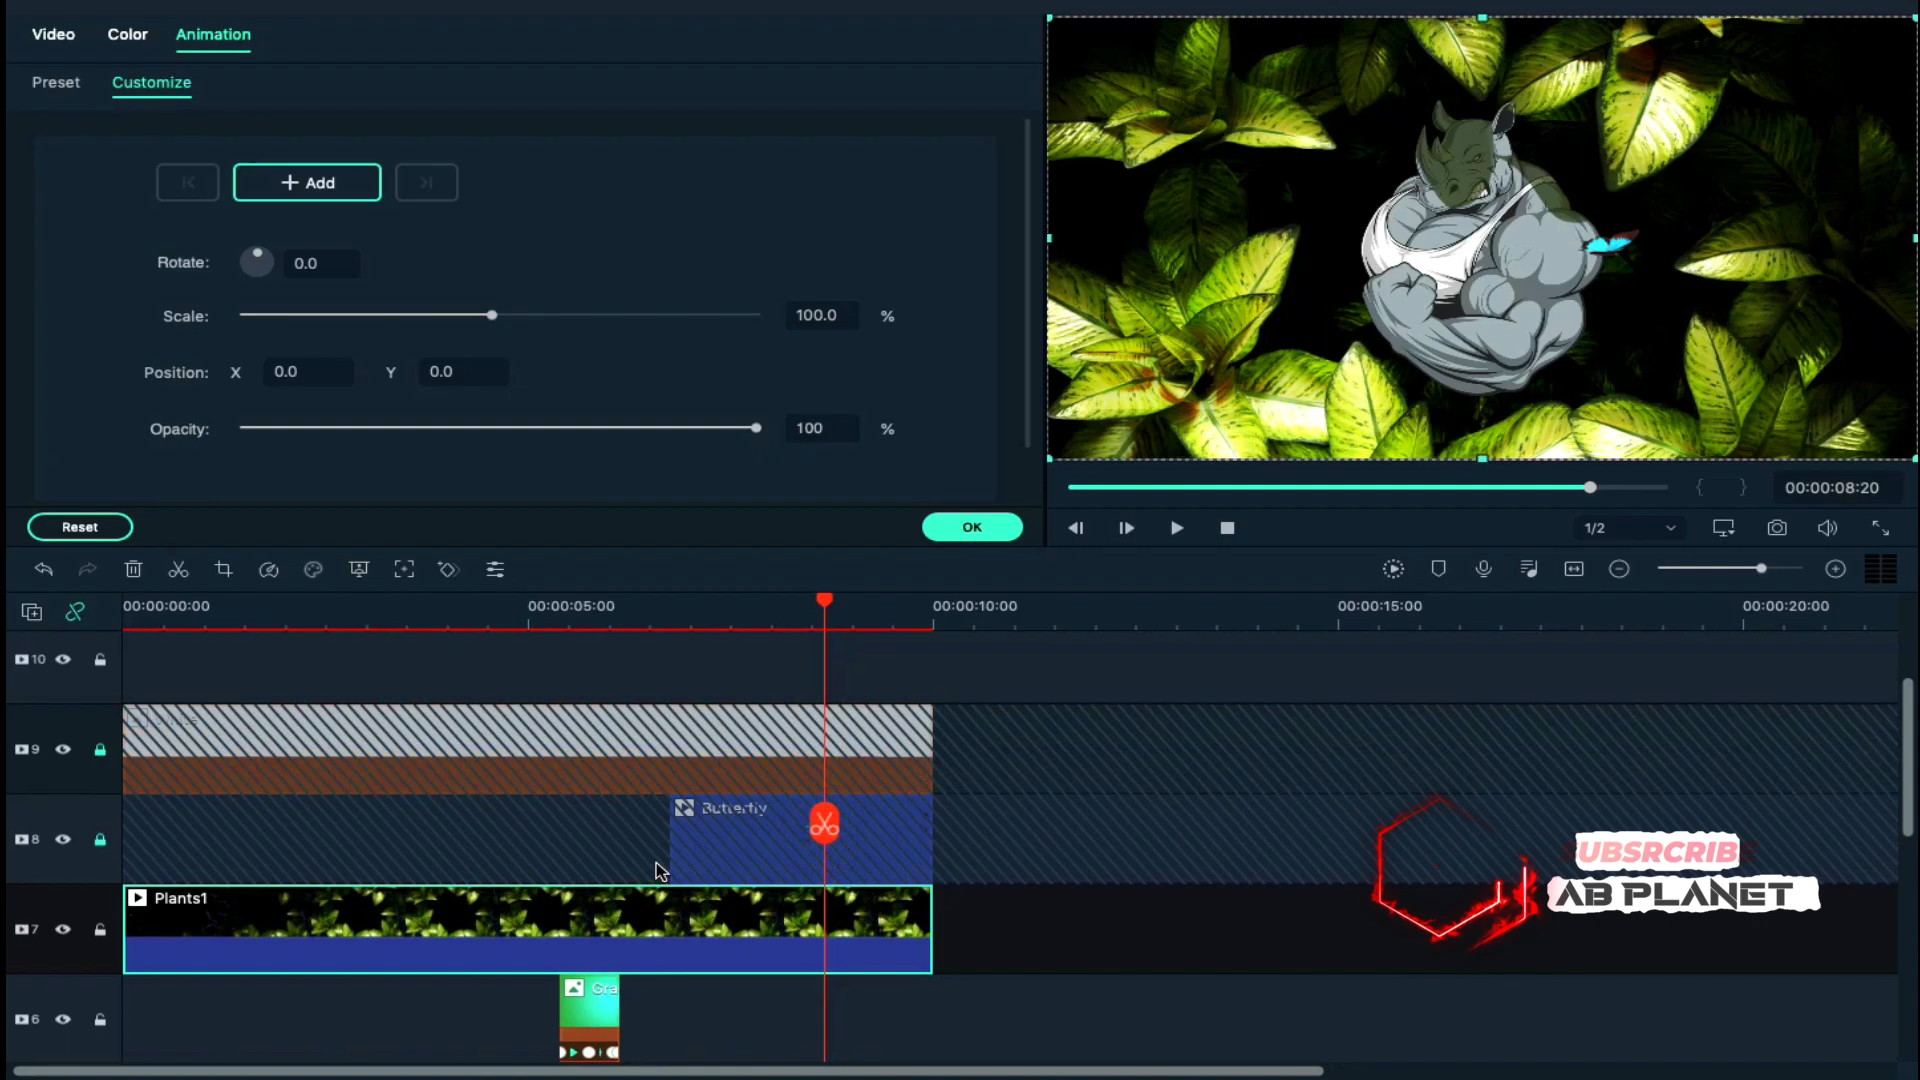 Video Color Animation
Preset Customize
Add
Rotate: 0.0
Scale: 100.0 %
Position: X 0.0 Y 0.0
Opacity: 100 %
Reset OK
00:00:08:20
1/2
00:00:00:00 00:00:05:00 00:00:10:00 00:00:15:00 00:00:20:00
10
9
8
Butterfly
UBSRCRIB
AB PLANET
7
Plants1
6
Gra